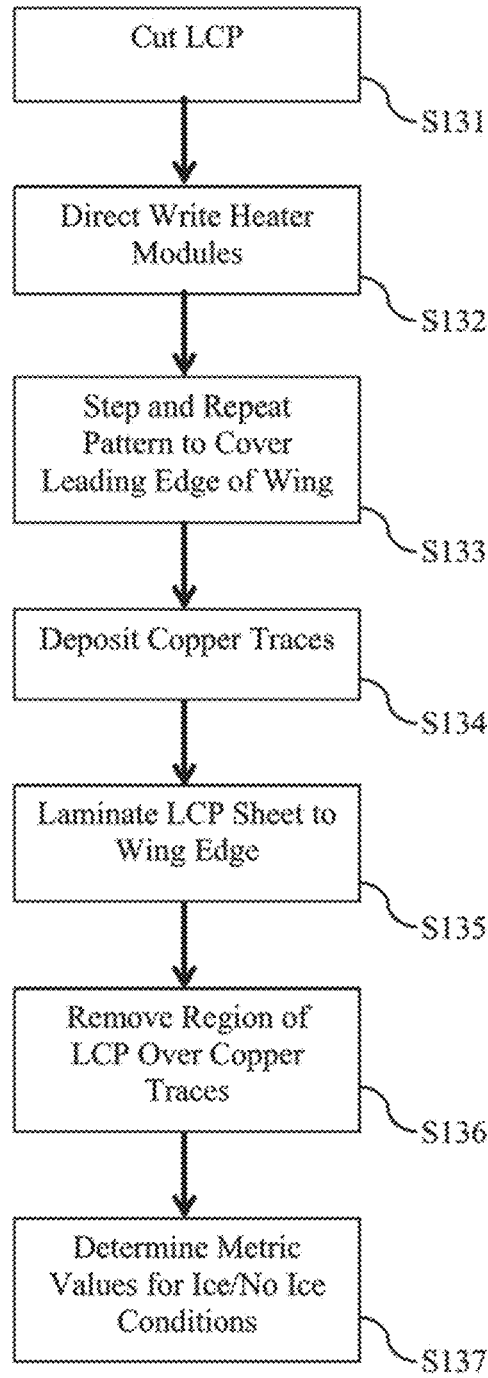 Cut LCP
S131
Direct Write Heater
Modules
S132
Step and Repeat
Pattern to Cover
Leading Edge of Wing
S133
Deposit Copper Traces
S134
Laminate LCP Sheet to
Wing Edge
S135
Remove Region of
LCP Over Copper
Traces
S136
Determine Metric
Values for Ice/No Ice
Conditions
S137